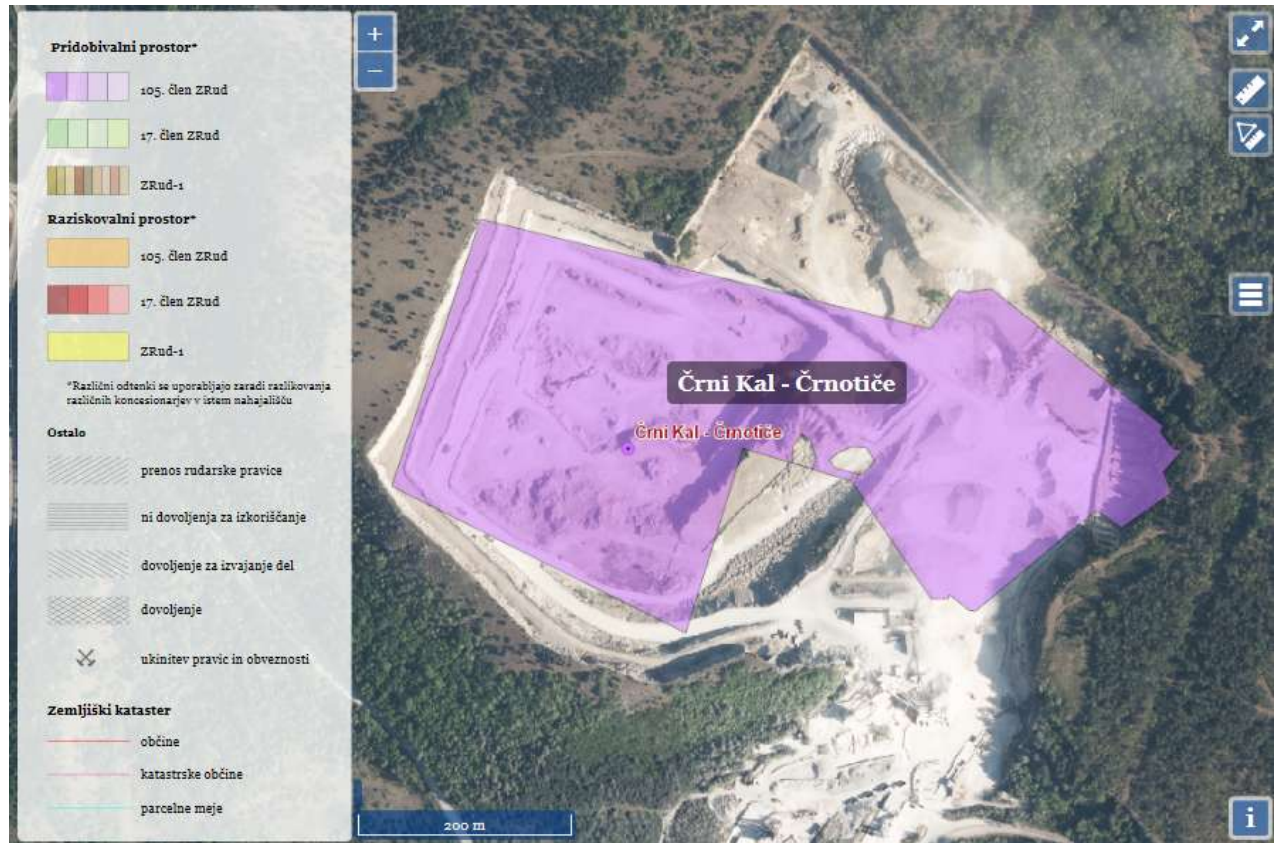 Pridobivalni prostor*
105. člen ZRud
17. člen ZRud
ZRud-1
Raziskovalni prostor*
105. člen ZRud
17. člen ZRud
ZRud-1
*Različni odtenki se uporabljajo zaradi razlikovanja
različnih koncesionarjev v istem nahajališču
Ostalo
prenos rudarske pravice
ni dovoljenja za izkoriščanje
dovoljenje za izvajanje del
dovoljenje
ukinitev pravic in obveznosti
Zemljiški kataster
občine
katastrske občine
parcelne meje
+
−
Črni Kal - Črnotiče
Črni Kal - Črnotiče
200 m
i